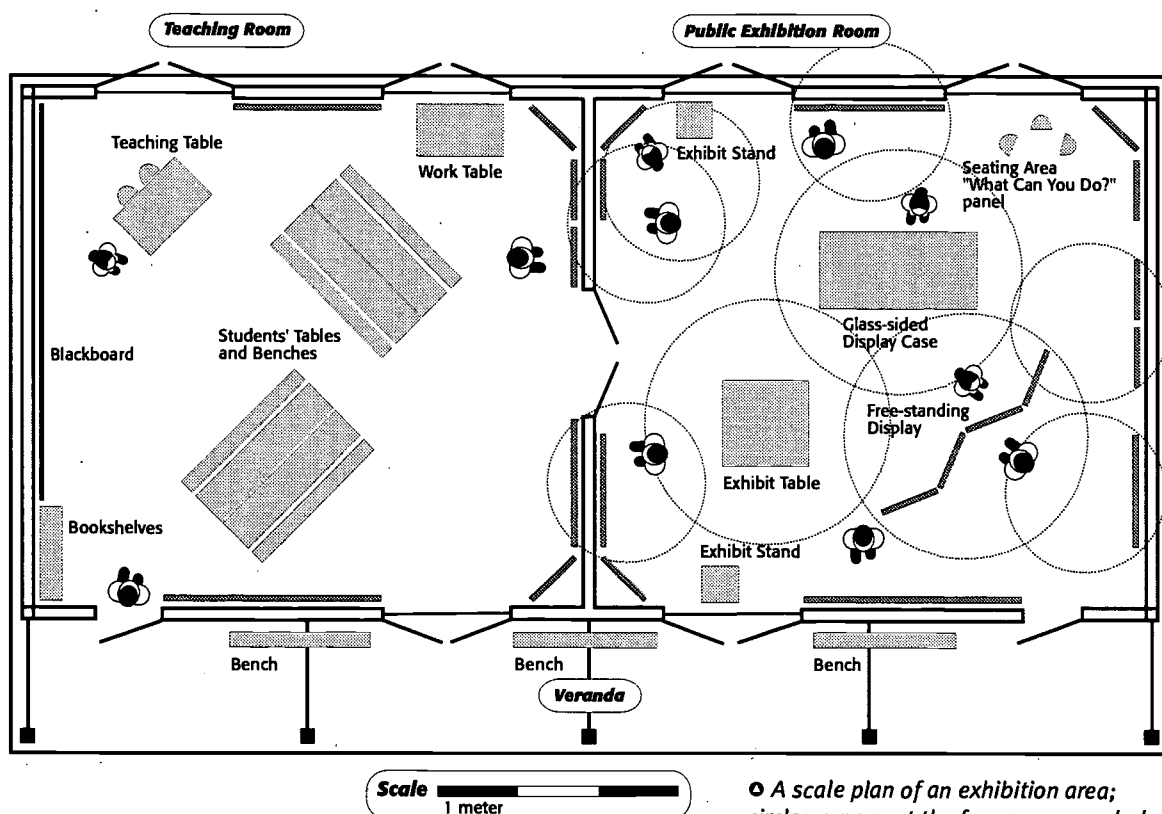 Teaching Room
Public Exhibition Room
Teaching Table
Work Table
Exhibit Stand
Seating Area
"What Can You Do?"
panel
Students' Tables
and Benches
Blackboard
Glass-sided
Display Case
Free-standing
Display
Exhibit Table
Bookshelves
Exhibit Stand
Bench
Bench
Bench
Veranda
Scale
1 meter
A scale plan of an exhibition area;